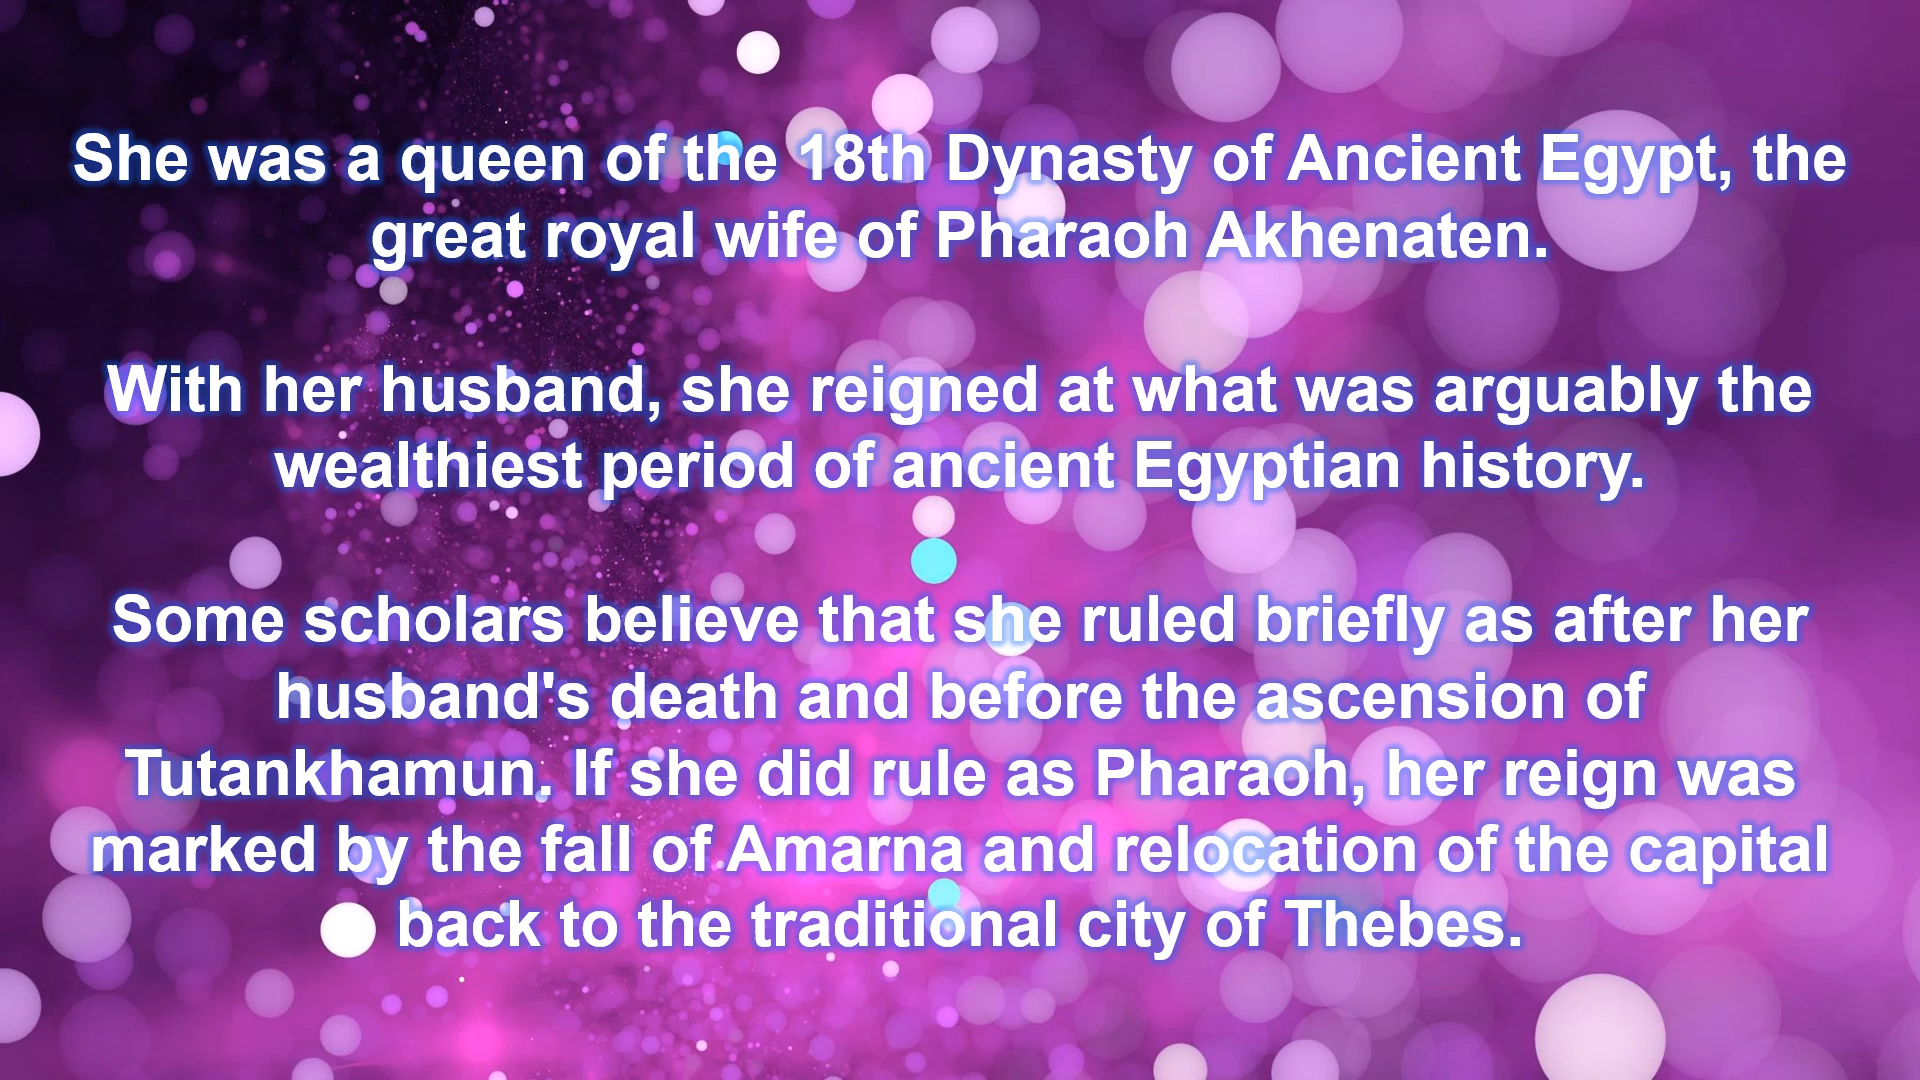 She was a queen of the 18th Dynasty of Ancient Egypt, the
great royal wife of Pharaoh Akhenaten.
With her husband, she reigned at what was arguably the
wealthiest period of ancient Egyptian history.
Some scholars believe that she ruled briefly as after her
husband's death and before the ascension of
Tutankhamun. If she did rule as Pharaoh, her reign was
marked by the fall of Amarna and relocation of the capital
back to the traditional city of Thebes.